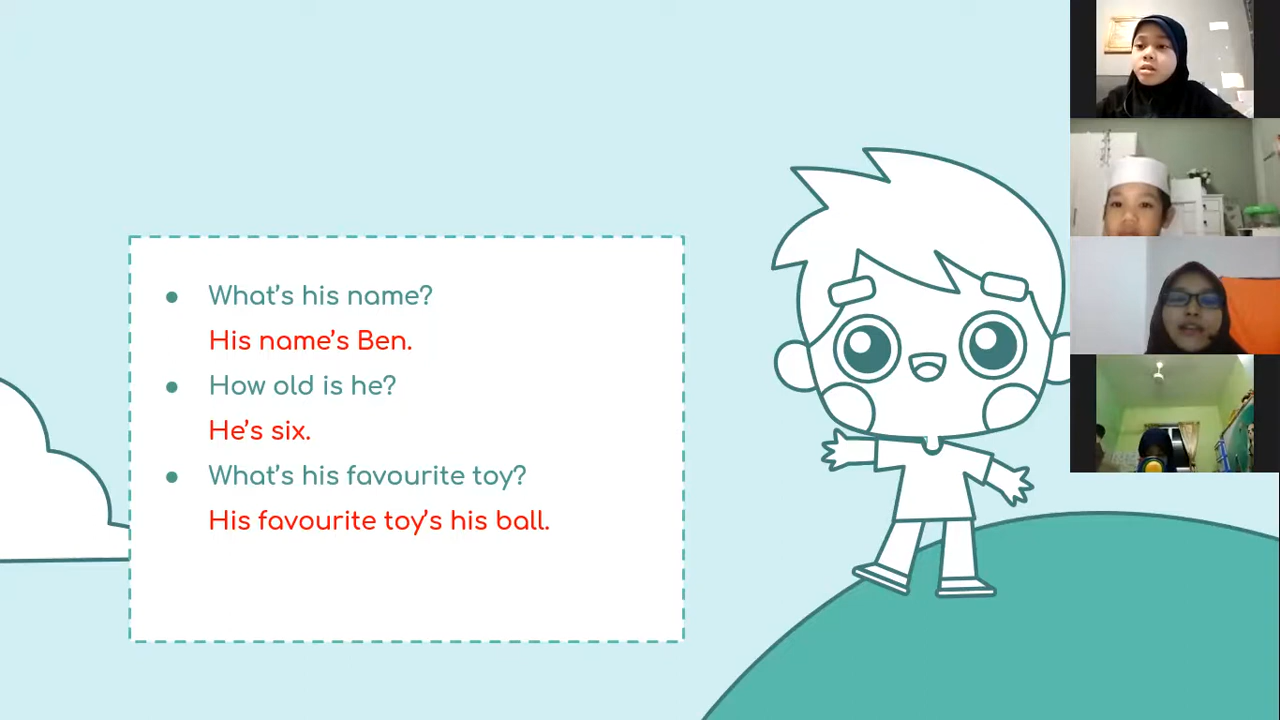 What's his name?
His name's Ben.
How old is he?
He's six.
What's his favourite toy?
His favourite toy's his ball.